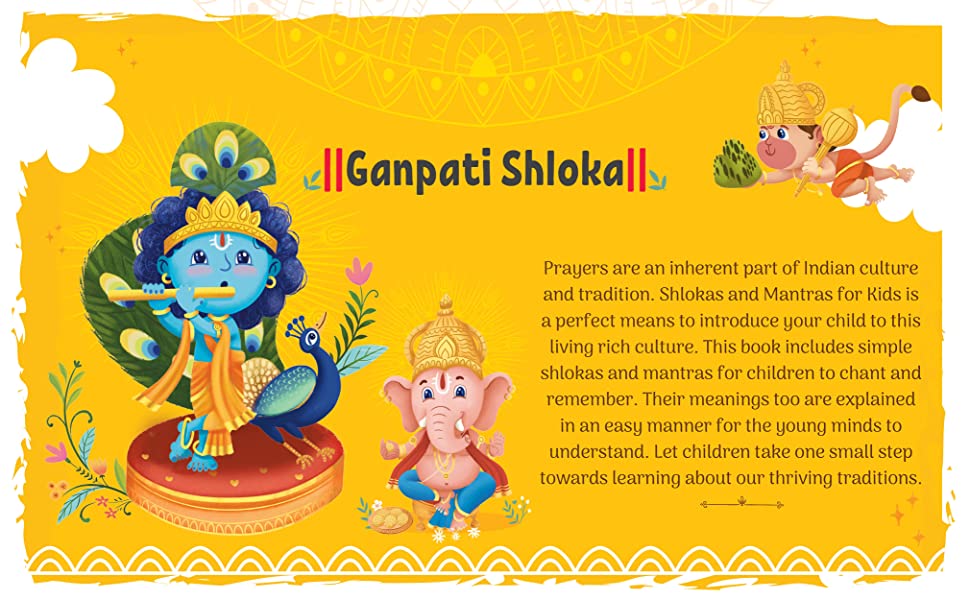 ||Ganpati Shloka||
Prayers are an inherent part of Indian culture
and tradition. Shlokas and Mantras for Kids is
a perfect means to introduce your child to this
living rich culture. This book includes simple
shlokas and mantras for children to chant and
remember. Their meanings too are explained
in an easy manner for the young minds to
understand. Let children take one small step
towards learning about our thriving traditions.